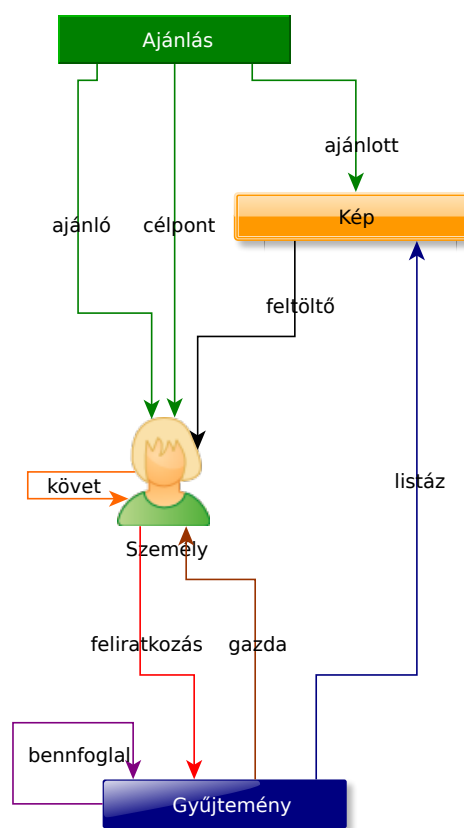 Ajánlás
ajánlott
Kép
ajánló
célpont
feltöltő
követ
listáz
Személy
feliratkozás
gazda
bennfoglal
Gyűjtemény